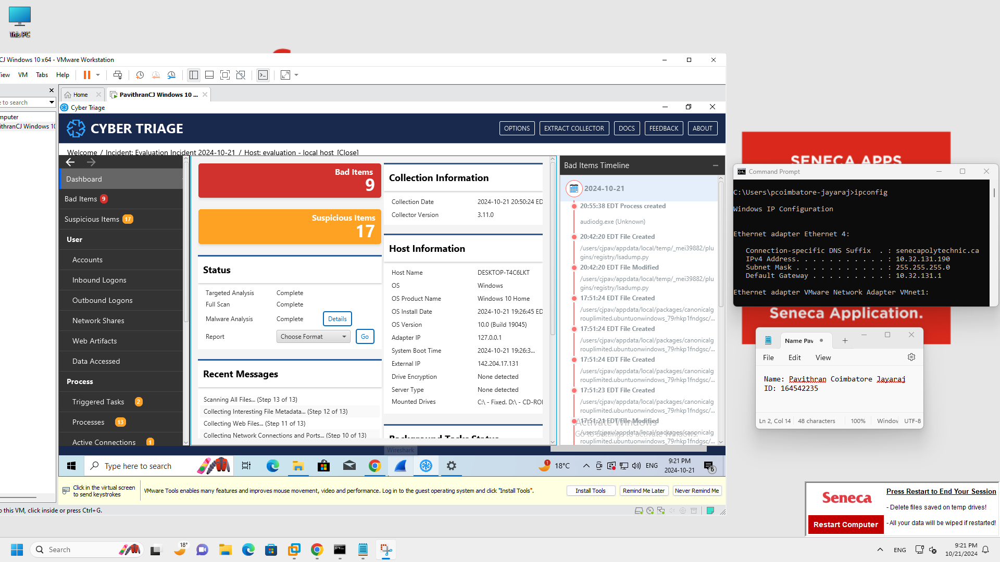 This PC
CJ Windows 10 x64 - VMware Workstation
iew VM Tabs Help
e to search
mputer
ithranCJ Windows 10
Home
PavithranCJ Windows 10 ...
Cyber Triage
CYBER TRIAGE
OPTIONS EXTRACT COLLECTOR DOCS FEEDBACK ABOUT
Welcome / Incident: Evaluation Incident 2024-10-21 / Host: evaluation - local host [Close]
Dashboard
Bad Items 9
Suspicious Items 17
User
Accounts
Inbound Logons
Outbound Logons
Network Shares
Web Artifacts
Data Accessed
Process
Triggered Tasks 2
Processes 13
Active Connections 1
Bad Items
9
Suspicious Items
17
Status
Targeted Analysis Complete
Full Scan Complete
Malware Analysis Complete Details
Report Choose Format Go
Recent Messages
Scanning All Files... (Step 13 of 13)
Collecting Interesting File Metadata... (Step 12 of 13)
Collecting Web Files... (Step 11 of 13)
Collecting Network Connections and Ports... (Step 10 of 13)
Collection Information
Collection Date 2024-10-21 20:50:24 ED
Collector Version 3.11.0
Host Information
Host Name DESKTOP-T4C6LKT
OS Windows
OS Product Name Windows 10 Home
OS Install Date 2024-10-21 19:26:45 ED
OS Version 10.0 (Build 19045)
Adapter IP 127.0.0.1
System Boot Time 2024-10-21 19:26:3...
External IP 142.204.17.131
Drive Encryption None detected
Server Type None detected
Mounted Drives C:\ - Fixed. D:\ - CD-RO
Background Tasks Status
Bad Items Timeline
2024-10-21
20:55:38 EDT Process created
audiodg.exe (Unknown)
20:42:20 EDT File Created
/users/cjpav/appdata/local/temp/_mei39882/plu
gins/registry/lsadump.py
20:42:20 EDT File Modified
/users/cjpav/appdata/local/temp/_mei39882/plu
gins/registry/lsadump.py
17:51:24 EDT File Created
/users/cjpav/appdata/local/packages/canonicalg
rouplimited.ubuntuonwindows_79rhkp1fndgsc/...
17:51:24 EDT File Created
/users/cjpav/appdata/local/packages/canonicalg
rouplimited.ubuntuonwindows_79rhkp1fndgsc/...
17:51:24 EDT File Created
/users/cjpav/appdata/local/packages/canonicalg
rouplimited.ubuntuonwindows_79rhkp1fndgsc/...
17:51:23 EDT File Created
/users/cjpav/appdata/local/packages/canonicalg
rouplimited.ubuntuonwindows_79rhkp1fndgsc/...
17:51:21 EDT File Modified
/users/cjpav/appdata/local/packages/canonicalg
rouplimited.ubuntuonwindows_79rhkp1fndgsc/...
Activate Windows
Go to Settings to activate Windows.
Wireshark
Type here to search
1 18°C ENG
9:21 PM
2024-10-21
6
Click in the virtual screen
to send keystrokes
VMware Tools enables many features and improves mouse movement, video and performance. Log in to the guest operating system and click "Install Tools".
Install Tools Remind Me Later Never Remind Me
o this VM, click inside or press Ctrl+G.
SENECA APPS
Command Prompt
C:\Users\pcoimbatore-jayaraj>ipconfig
Windows IP Configuration
Ethernet adapter Ethernet 4:
Connection-specific DNS Suffix . : senecapolytechnic.ca
IPv4 Address. . . . . . . . . . . : 10.32.131.190
Subnet Mask . . . . . . . . . . . : 255.255.255.0
Default Gateway . . . . . . . . . : 10.32.131.1
Ethernet adapter VMware Network Adapter VMnet1:
Seneca Application.
Name Pav
File Edit View
Name: Pavithran Coimbatore Jayaraj
ID: 164542235
Ln 2, Col 14 48 characters 100% Window UTF-8
Seneca
Restart Computer
Press Restart to End Your Session
- Delete files saved on temp drives!
- All your data will be wiped if restarted!
Search
18°
ENG
9:21 PM
10/21/2024